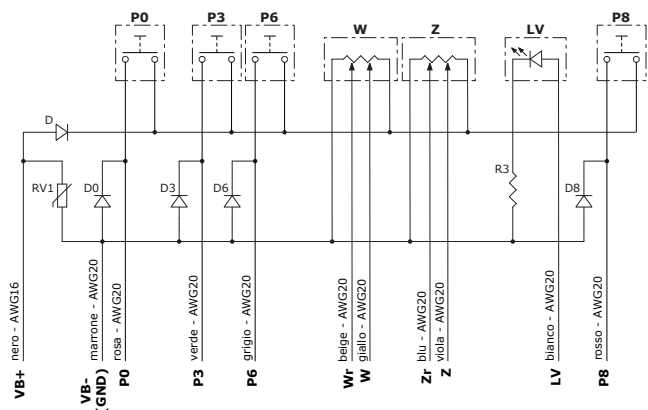 P0
P3
P6
W
Z
LV
P8
D
RV1
D0
D3
D6
R3
D8
nero - AWG16
marrone - AWG20
rosa - AWG20
verde - AWG20
grigio - AWG20
beige - AWG20
giallo - AWG20
blu - AWG20
viola - AWG20
bianco - AWG20
rosso - AWG20
VB+
VB-
(GND)
P0
P3
P6
Wr
W
Zr
Z
LV
P8